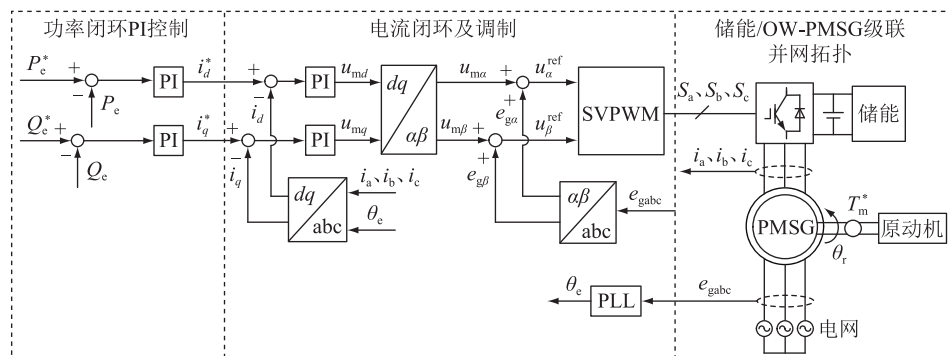 功率闭环PI控制
电流闭环及调制
储能/OW-PMSG级联
并网拓扑
P_e^* + − P_e PI i_d^* + − i_d PI u_md dq αβ u_mα + e_gα + u_α^ref SVPWM S_a、S_b、S_c 储能
Q_e^* + − Q_e PI i_q^* + − i_q PI u_mq u_mβ + + e_gβ u_β^ref
i_a、i_b、i_c
dq
abc
i_a、i_b、i_c
θ_e
αβ
abc
e_gabc
PMSG
T_m^*
θ_r
原动机
θ_e
PLL
e_gabc
电网